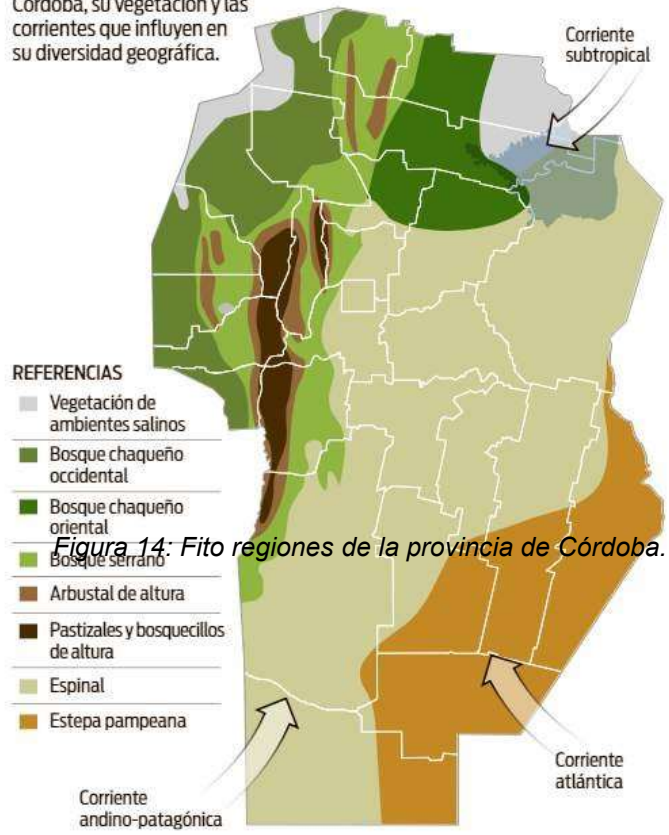 Córdoba, su vegetación y las
corrientes que influyen en
su diversidad geográfica.
Corriente
subtropical
REFERENCIAS
Vegetación de
ambientes salinos
Bosque chaqueño
occidental
Bosque chaqueño
oriental
Figura 14: Fito regiones de la provincia de Córdoba.
Bosque serrano
Arbustal de altura
Pastizales y bosquecillos
de altura
Espinal
Estepa pampeana
Corriente
andino-patagónica
Corriente
atlántica